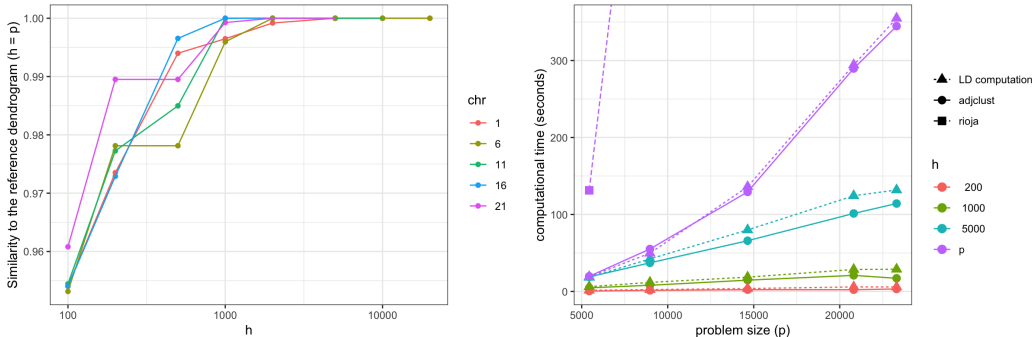 Similarity to the reference dendrogram (h = p)
1.00
0.99
0.98
0.97
0.96
100
1000
10000
h
chr
1
6
11
16
21
computational time (seconds)
300
200
100
0
5000
10000
15000
20000
problem size (p)
LD computation
adjclust
rioja
h
200
1000
5000
p